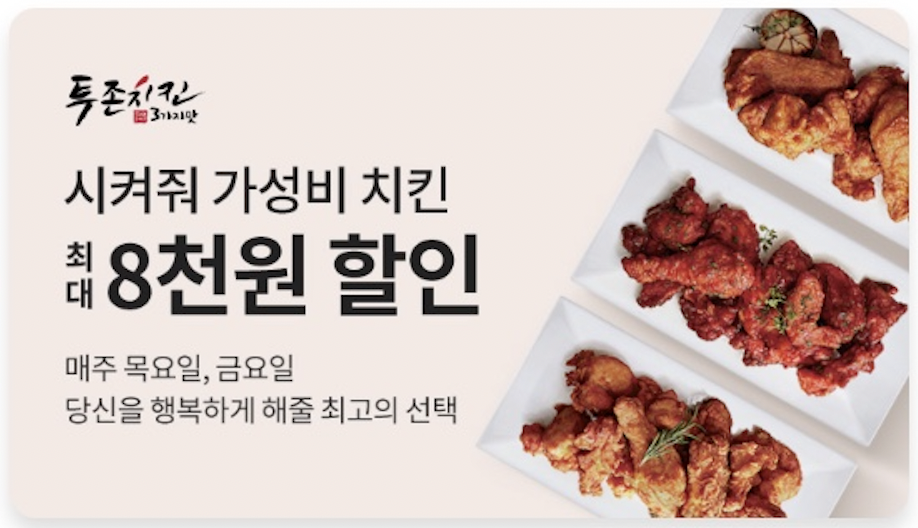 투존치킨
3가지맛
시켜줘 가성비 치킨
최대 8천원 할인
매주 목요일, 금요일
당신을 행복하게 해줄 최고의 선택